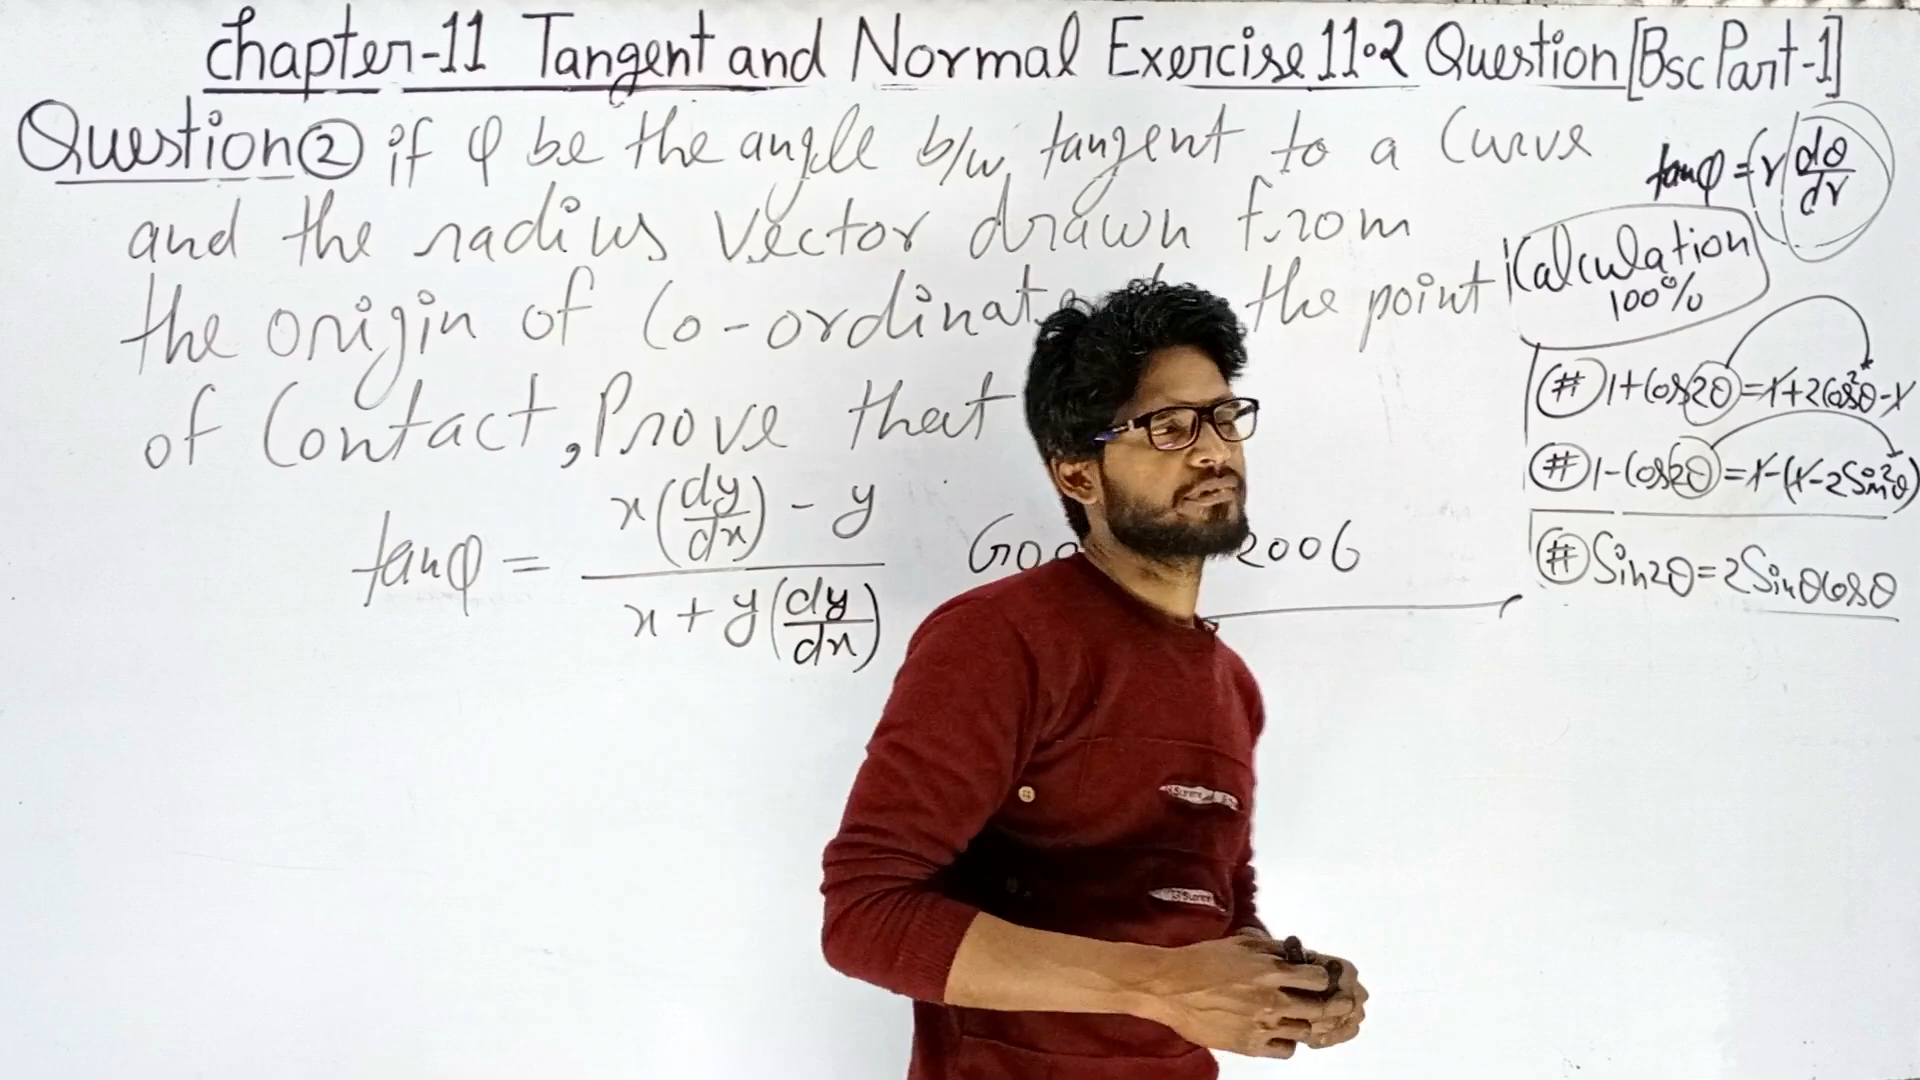 Chapter-11 Tangent and Normal Exercise 11.2 Question [Bsc Part-1]
Question② if φ be the angle b/w tangent to a Curve
and the radius Vector drawn from
the origin of Co-ordinat the point
of Contact, Prove that
tanφ = (x(dy/dx) - y)/(x + y(dy/dx))
2006
tanφ = r dθ/dr
Calculation
100%
# 1+Cos2θ = 1+2Cos²θ-1
# 1-Cos2θ = 1-(1-2Sin²θ)
# Sin2θ = 2SinθCosθ